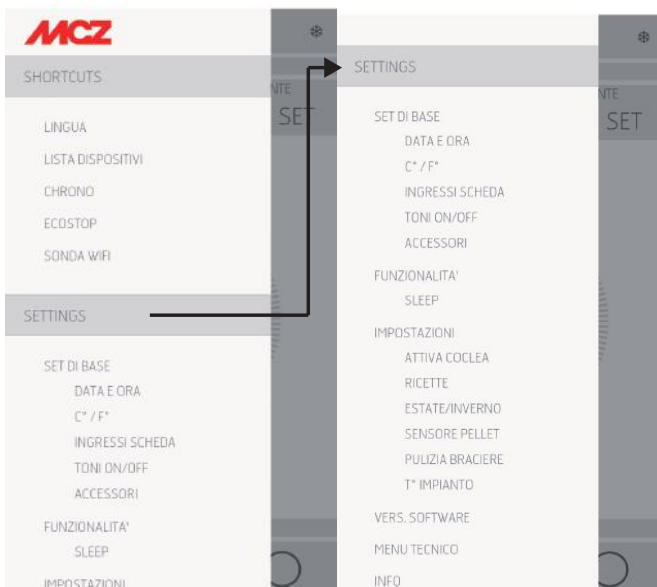 MCZ
SHORTCUTS
LINGUA
LISTA DISPOSITIVI
CHRONO
ECOSTOP
SONDA WIFI
SETTINGS
SET DI BASE
DATA E ORA
C° / F°
INGRESSI SCHEDA
TONI ON/OFF
ACCESSORI
FUNZIONALITA'
SLEEP
IMPOSTAZIONI
NTE
SET
SETTINGS
SET DI BASE
DATA E ORA
C° / F°
INGRESSI SCHEDA
TONI ON/OFF
ACCESSORI
FUNZIONALITA'
SLEEP
IMPOSTAZIONI
ATTIVA COCLEA
RICETTE
ESTATE/INVERNO
SENSORE PELLET
PULIZIA BRACIERE
T° IMPIANTO
VERS. SOFTWARE
MENU TECNICO
INFO
NTE
SET